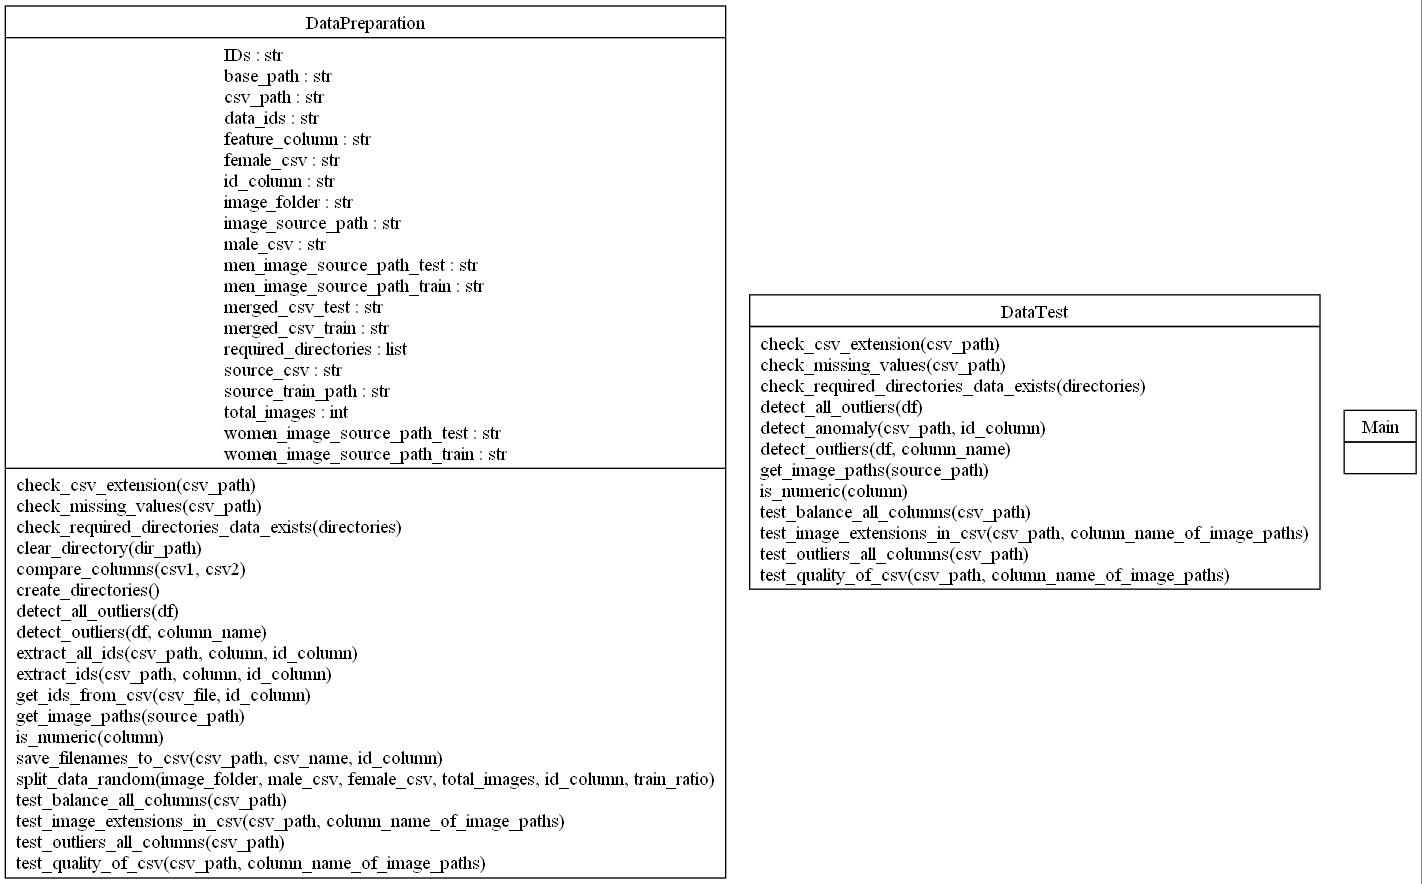 DataPreparation
IDs : str
base_path : str
csv_path : str
data_ids : str
feature_column : str
female_csv : str
id_column : str
image_folder : str
image_source_path : str
male_csv : str
men_image_source_path_test : str
men_image_source_path_train : str
merged_csv_test : str
merged_csv_train : str
required_directories : list
source_csv : str
source_train_path : str
total_images : int
women_image_source_path_test : str
women_image_source_path_train : str
check_csv_extension(csv_path)
check_missing_values(csv_path)
check_required_directories_data_exists(directories)
clear_directory(dir_path)
compare_columns(csv1, csv2)
create_directories()
detect_all_outliers(df)
detect_outliers(df, column_name)
extract_all_ids(csv_path, column, id_column)
extract_ids(csv_path, column, id_column)
get_ids_from_csv(csv_file, id_column)
get_image_paths(source_path)
is_numeric(column)
save_filenames_to_csv(csv_path, csv_name, id_column)
split_data_random(image_folder, male_csv, female_csv, total_images, id_column, train_ratio)
test_balance_all_columns(csv_path)
test_image_extensions_in_csv(csv_path, column_name_of_image_paths)
test_outliers_all_columns(csv_path)
test_quality_of_csv(csv_path, column_name_of_image_paths)
DataTest
check_csv_extension(csv_path)
check_missing_values(csv_path)
check_required_directories_data_exists(directories)
detect_all_outliers(df)
detect_anomaly(csv_path, id_column)
detect_outliers(df, column_name)
get_image_paths(source_path)
is_numeric(column)
test_balance_all_columns(csv_path)
test_image_extensions_in_csv(csv_path, column_name_of_image_paths)
test_outliers_all_columns(csv_path)
test_quality_of_csv(csv_path, column_name_of_image_paths)
Main